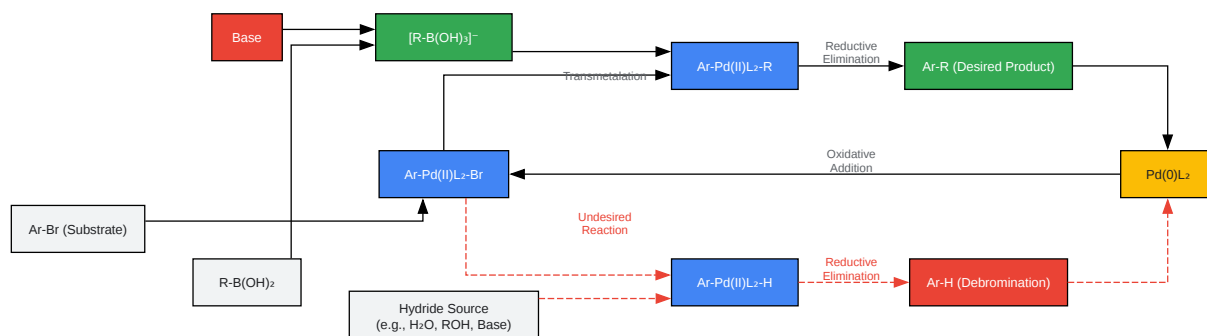 Base
[R-B(OH)₃]⁻
Transmetalation
Ar-Pd(II)L₂-R
Reductive
Elimination
Ar-R (Desired Product)
Ar-Pd(II)L₂-Br
Oxidative
Addition
Pd(0)L₂
Ar-Br (Substrate)
Undesired
Reaction
R-B(OH)₂
Hydride Source
(e.g., H₂O, ROH, Base)
Ar-Pd(II)L₂-H
Reductive
Elimination
Ar-H (Debromination)